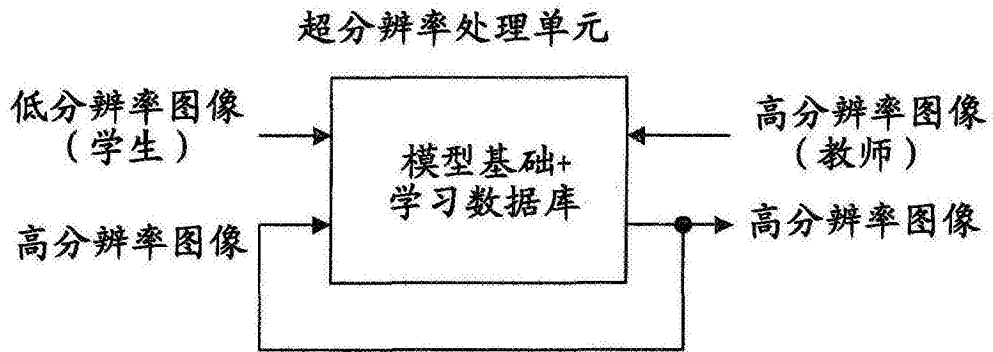 超分辨率处理单元
低分辨率图像
（学生）
模型基础+
学习数据库
高分辨率图像
（教师）
高分辨率图像
高分辨率图像